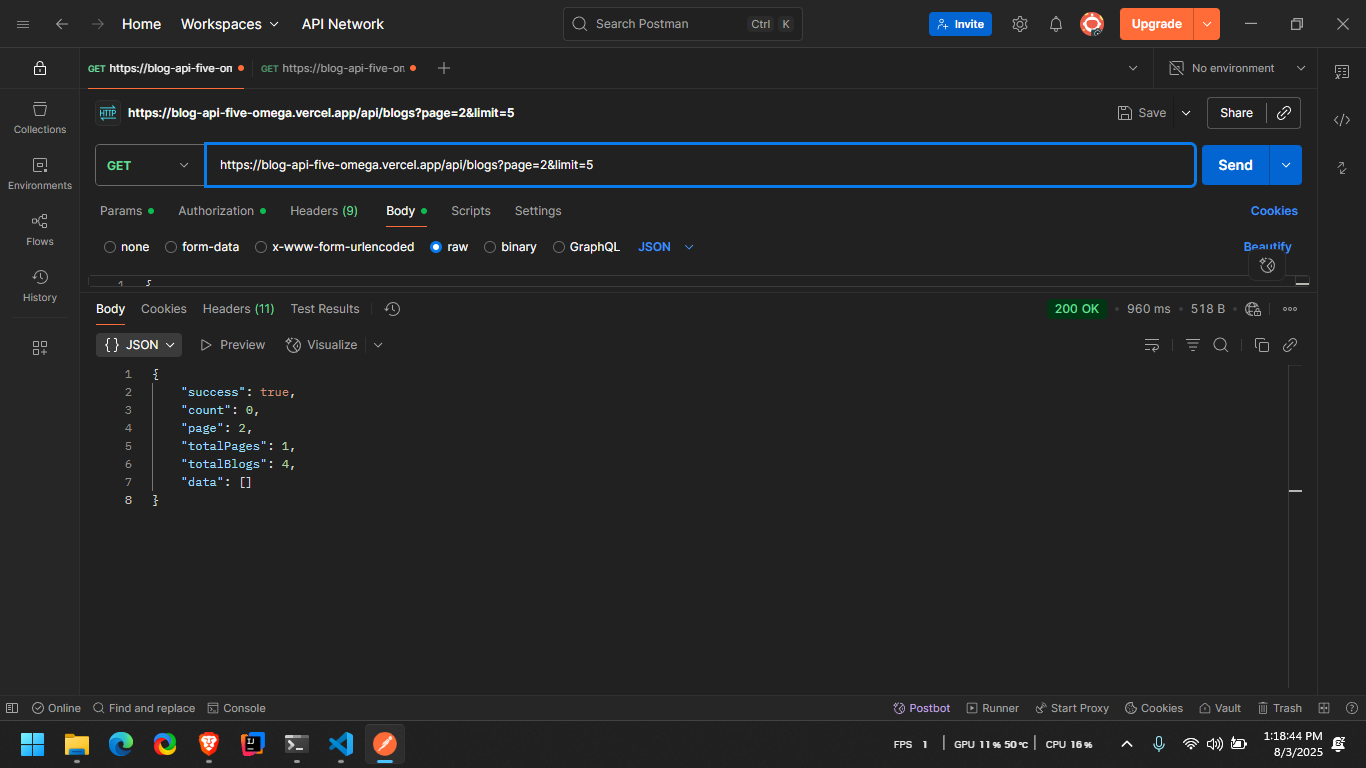 Home Workspaces API Network Search Postman Ctrl K Invite Upgrade
GET https://blog-api-five-on GET https://blog-api-five-on No environment
HTTP https://blog-api-five-omega.vercel.app/api/blogs?page=2&limit=5 Save Share
Collections
GET https://blog-api-five-omega.vercel.app/api/blogs?page=2&limit=5 Send
Environments
Params Authorization Headers (9) Body Scripts Settings Cookies
Flows
none form-data x-www-form-urlencoded raw binary GraphQL JSON Beautify
History
1 {
Body Cookies Headers (11) Test Results 200 OK 960 ms 518 B
{} JSON Preview Visualize
1 {
2 "success": true,
3 "count": 0,
4 "page": 2,
5 "totalPages": 1,
6 "totalBlogs": 4,
7 "data": []
8 }
Online Find and replace Console Postbot Runner Start Proxy Cookies Vault Trash
FPS 1 GPU 11 % 50 °C CPU 16 % 1:18:44 PM
8/3/2025